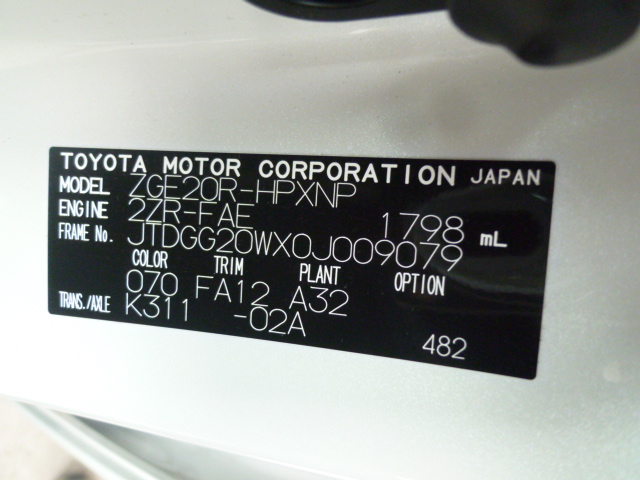 TOYOTA MOTOR CORPORATION JAPAN
MODEL ZGE20R-HPXNP
ENGINE 2ZR-FAE 1798 mL
FRAME No. JTDGG20WX0J009079
COLOR TRIM PLANT OPTION
070 FA12 A32
TRANS./AXLE K311 -02A
482